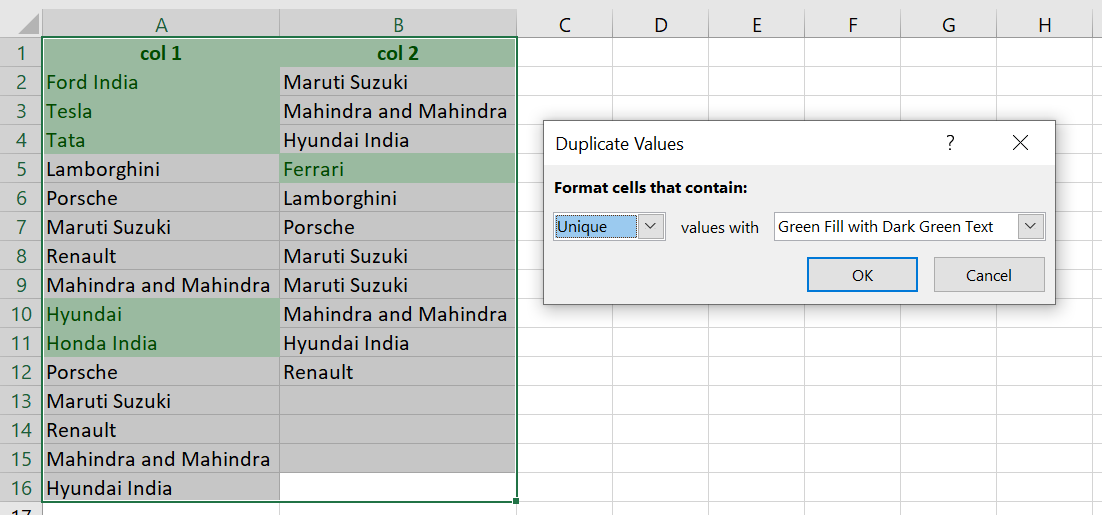 A B C D E F G H
1 col 1 col 2
2 Ford India Maruti Suzuki
3 Tesla Mahindra and Mahindra
4 Tata Hyundai India
5 Lamborghini Ferrari
6 Porsche Lamborghini
7 Maruti Suzuki Porsche
8 Renault Maruti Suzuki
9 Mahindra and Mahindra Maruti Suzuki
10 Hyundai Mahindra and Mahindra
11 Honda India Hyundai India
12 Porsche Renault
13 Maruti Suzuki
14 Renault
15 Mahindra and Mahindra
16 Hyundai India
17
Duplicate Values ?
Format cells that contain:
Unique values with Green Fill with Dark Green Text
OK Cancel